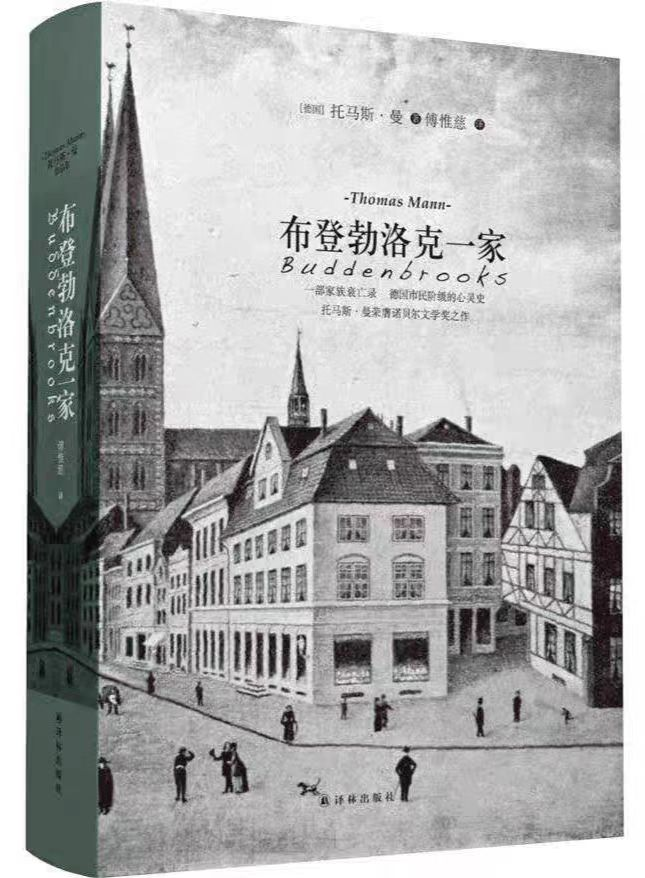 [德国] 托马斯·曼 著 傅惟慈 译
-Thomas Mann-
布登勃洛克一家
Buddenbrooks
一部家族衰亡录 德国市民阶级的心灵史
托马斯·曼荣膺诺贝尔文学奖之作
译林出版社
-Thomas Mann-
托马斯·曼
布登勃洛克一家
Buddenbrooks
傅惟慈 译
译林出版社